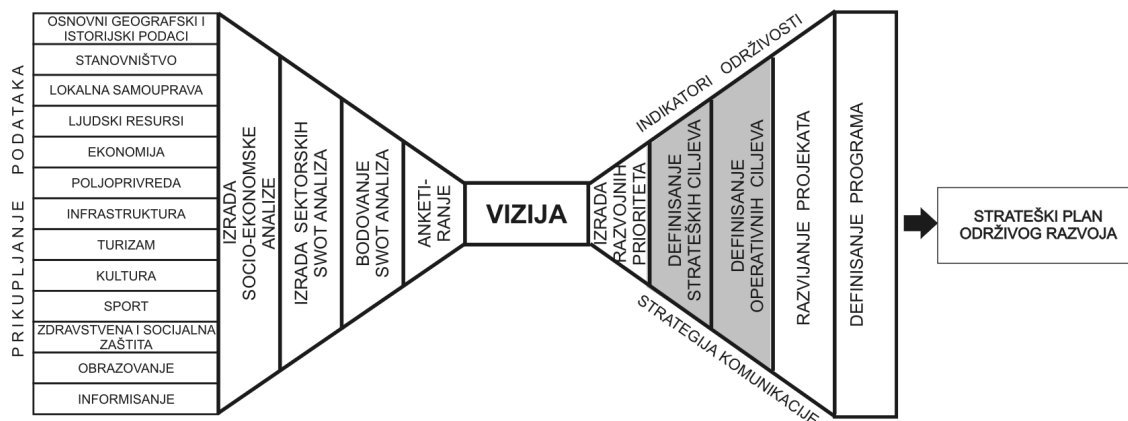 PRIKUPLJANJE PODATAKA
OSNOVNI GEOGRAFSKI I
ISTORIJSKI PODACI
STANOVNIŠTVO
LOKALNA SAMOUPRAVA
LJUDSKI RESURSI
EKONOMIJA
POLJOPRIVREDA
INFRASTRUKTURA
TURIZAM
KULTURA
SPORT
ZDRAVSTVENA I SOCIJALNA
ZAŠTITA
OBRAZOVANJE
INFORMISANJE
IZRADA
SOCIO-EKONOMSKE
ANALIZE
IZRADA SEKTORSKIH
SWOT ANALIZA
BODOVANJE
SWOT ANALIZA
ANKETI-
RANJE
VIZIJA
INDIKATORI ODRŽIVOSTI
IZRADA
RAZVOJNIH
PRIORITETA
DEFINISANJE
STRATEŠKIH CILJEVA
DEFINISANJE
OPERATIVNIH CILJEVA
RAZVIJANJE PROJEKATA
DEFINISANJE PROGRAMA
STRATEGIJA KOMUNIKACIJE
STRATEŠKI PLAN
ODRŽIVOG RAZVOJA